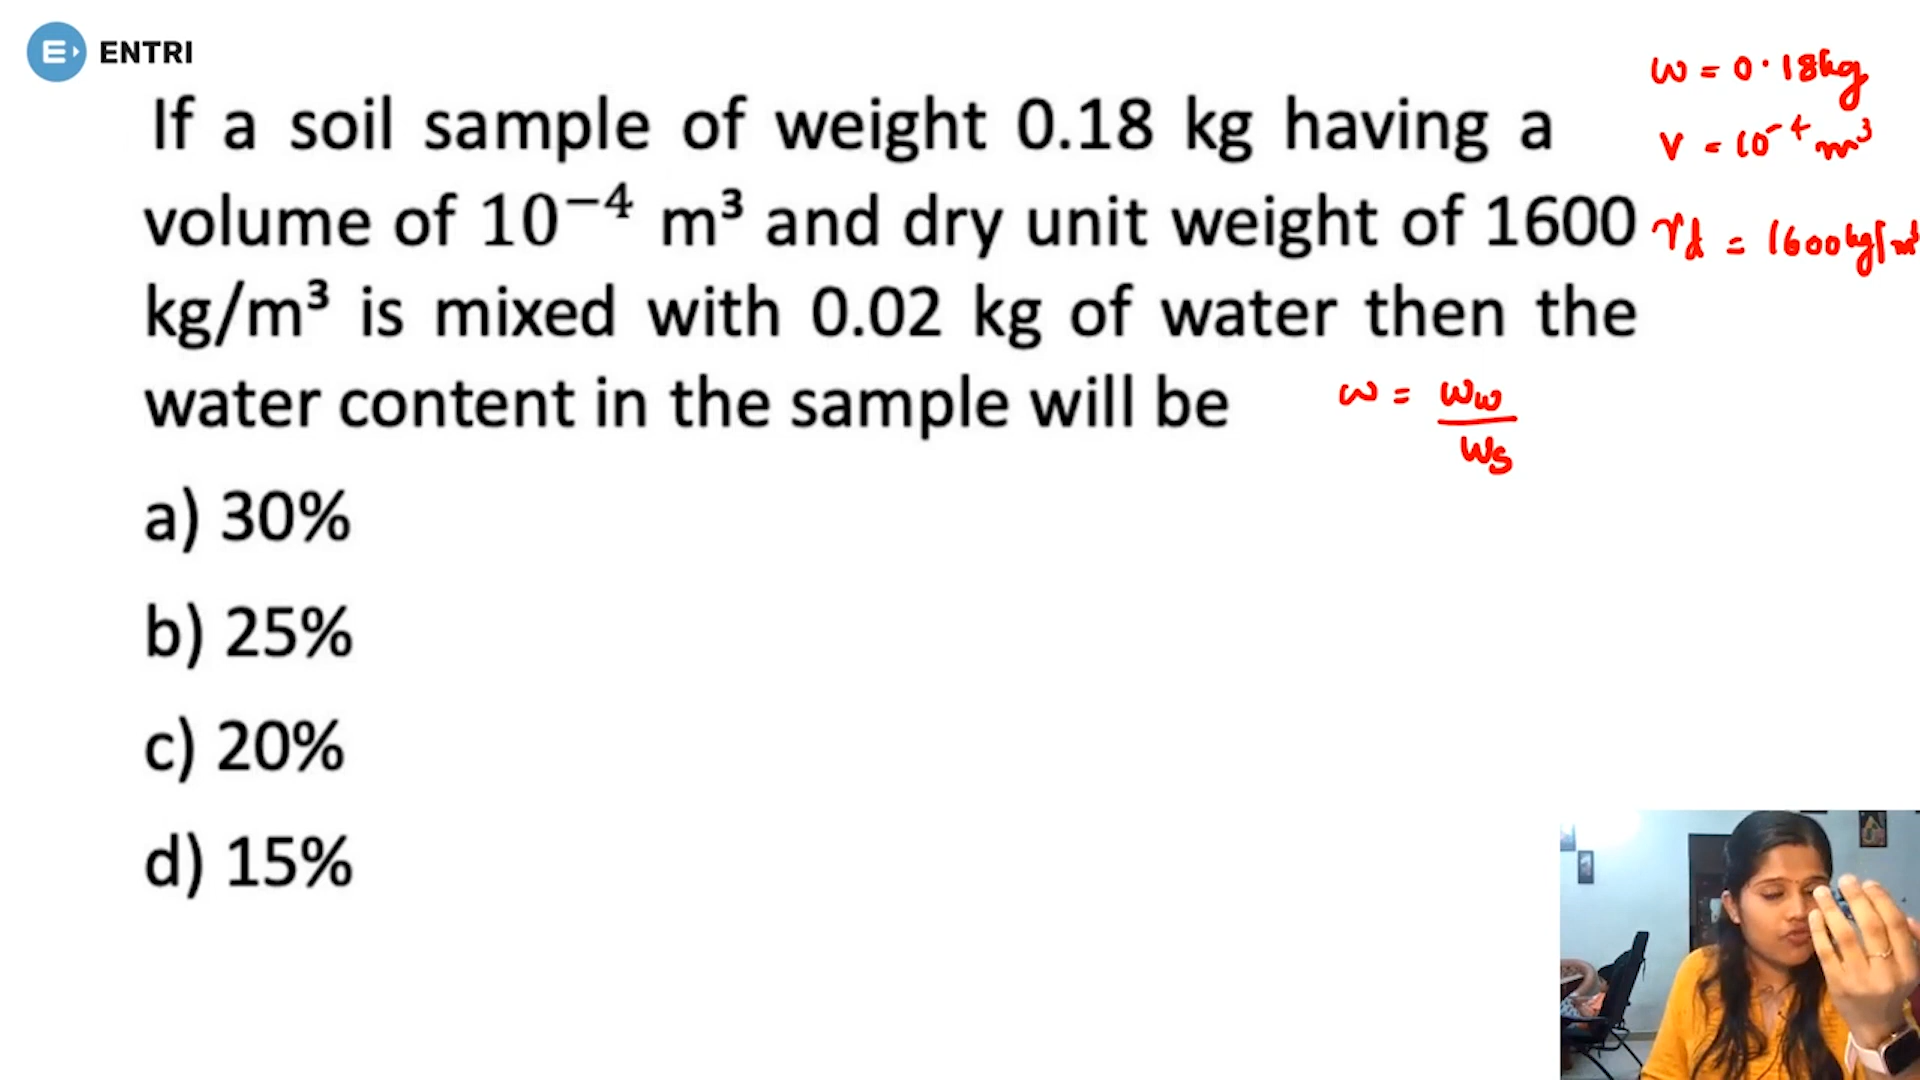 ENTRI
If a soil sample of weight 0.18 kg having a
volume of 10⁻⁴ m³ and dry unit weight of 1600
kg/m³ is mixed with 0.02 kg of water then the
water content in the sample will be
a) 30%
b) 25%
c) 20%
d) 15%
w = 0.18kg
V = 10⁻⁴ m³
γd = 1600kg/m³
w = Ww
Ws